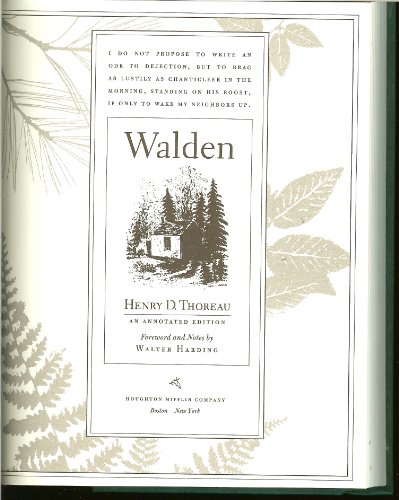 I DO NOT PROPOSE TO WRITE AN
ODE TO DEJECTION, BUT TO BRAG
AS LUSTILY AS CHANTICLEER IN THE
MORNING, STANDING ON HIS ROOST,
IF ONLY TO WAKE MY NEIGHBORS UP.
Walden
HENRY D. THOREAU
AN ANNOTATED EDITION
Foreword and Notes by
WALTER HARDING
HOUGHTON MIFFLIN COMPANY
Boston New York